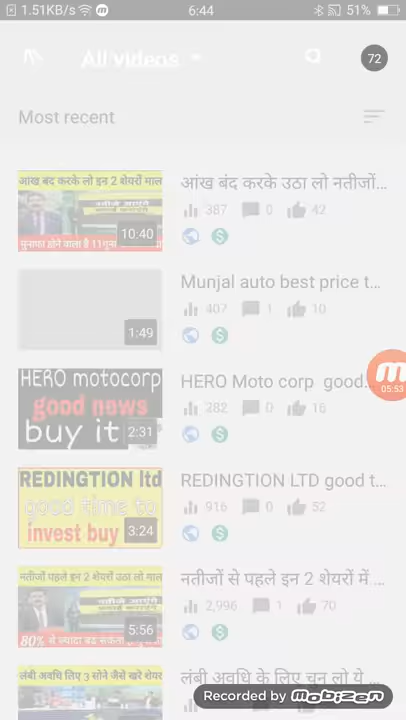 1.51KB/s 6:44 51%
All videos 72
Most recent
आंख बंद करके लो इन 2 शेयरों माल
10:40
आंख बंद करके उठा लो नतीजों...
387 0 42
Munjal auto best price t...
1:49
407 1 10
05:53
HERO motocorp
good news
buy it
2:31
HERO Moto corp good...
282 0 16
REDINGTION ltd
good time to
invest buy
3:24
REDINGTION LTD good t...
916 0 52
नतीजों पहले इन 2 शेयरों उठा लो माल
80%
5:56
नतीजों से पहले इन 2 शेयरों में ...
2,996 1 70
लंबी अवधि लिए 3 सोने जैसे खरे शेयर
लंबी अवधि के लिए चुन लो ये ...
Recorded by mobizen